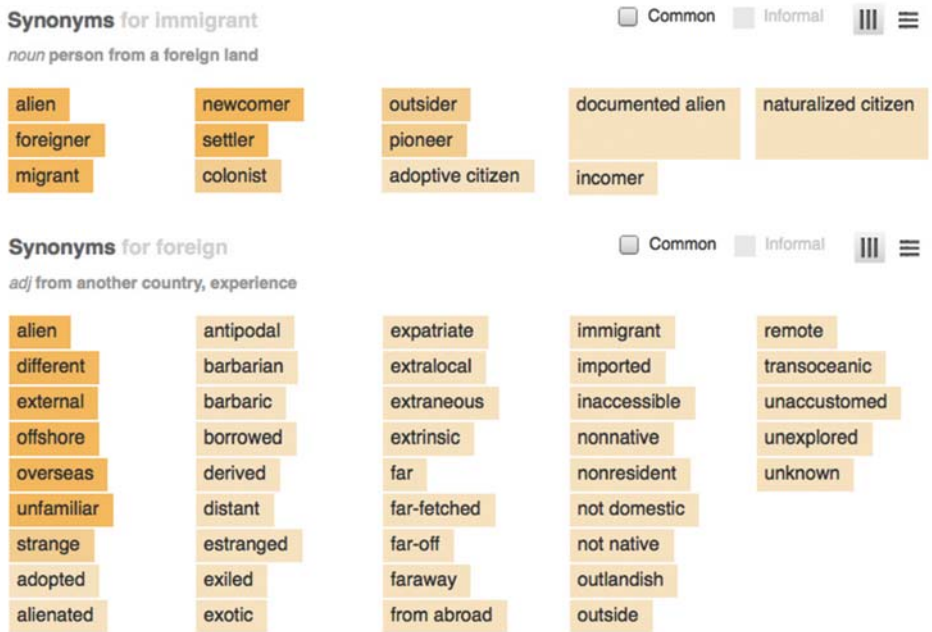 Synonyms for immigrant
Common
Informal
noun person from a foreign land
alien
foreigner
migrant
newcomer
settler
colonist
outsider
pioneer
adoptive citizen
documented alien
incomer
naturalized citizen
Synonyms for foreign
Common
Informal
adj from another country, experience
alien
different
external
offshore
overseas
unfamiliar
strange
adopted
alienated
antipodal
barbarian
barbaric
borrowed
derived
distant
estranged
exiled
exotic
expatriate
extralocal
extraneous
extrinsic
far
far-fetched
far-off
faraway
from abroad
immigrant
imported
inaccessible
nonnative
nonresident
not domestic
not native
outlandish
outside
remote
transoceanic
unaccustomed
unexplored
unknown